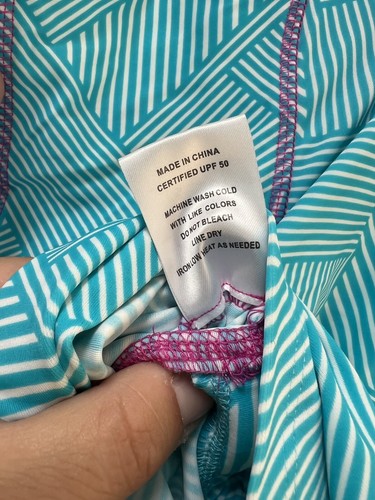 MADE IN CHINA
CERTIFIED UPF 50
MACHINE WASH COLD
WITH LIKE COLORS
DO NOT BLEACH
LINE DRY
IRON LOW HEAT AS NEEDED